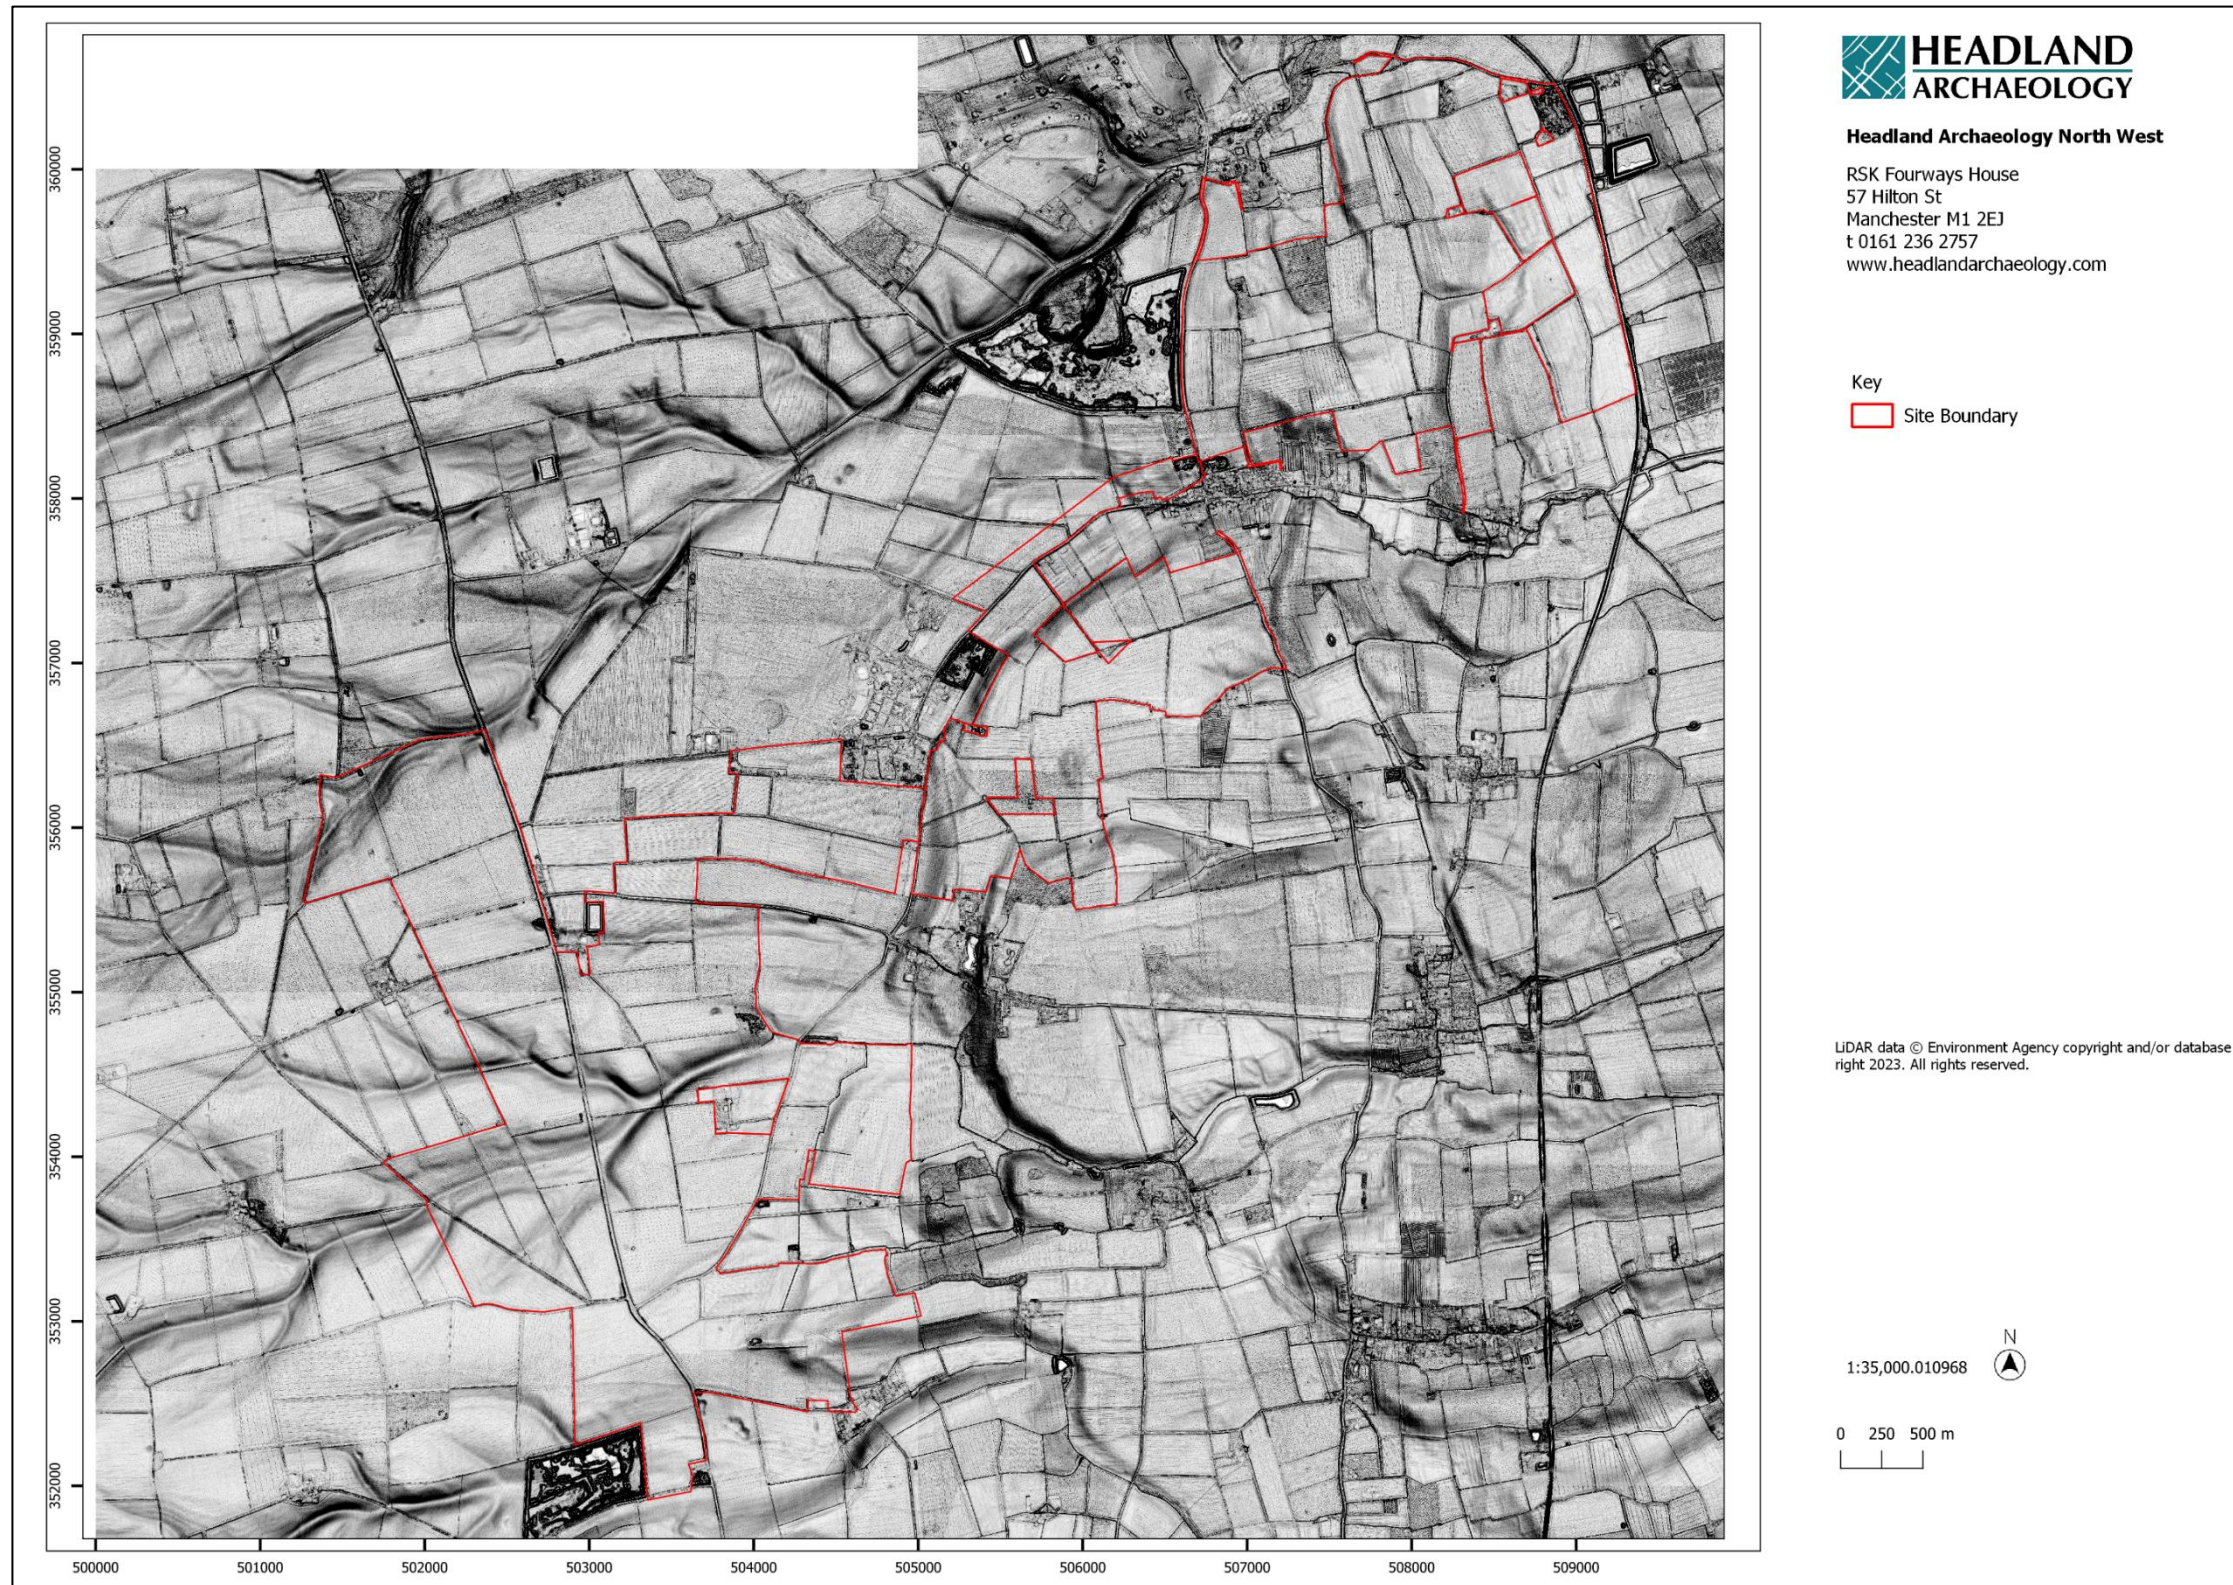 HEADLAND
ARCHAEOLOGY
Headland Archaeology North West
RSK Fourways House
57 Hilton St
Manchester M1 2EJ
t 0161 236 2757
www.headlandarchaeology.com
Key
Site Boundary
LiDAR data © Environment Agency copyright and/or database
right 2023. All rights reserved.
N
1:35,000.010968
0 250 500 m
360000
359000
358000
357000
356000
355000
354000
353000
352000
500000 501000 502000 503000 504000 505000 506000 507000 508000 509000